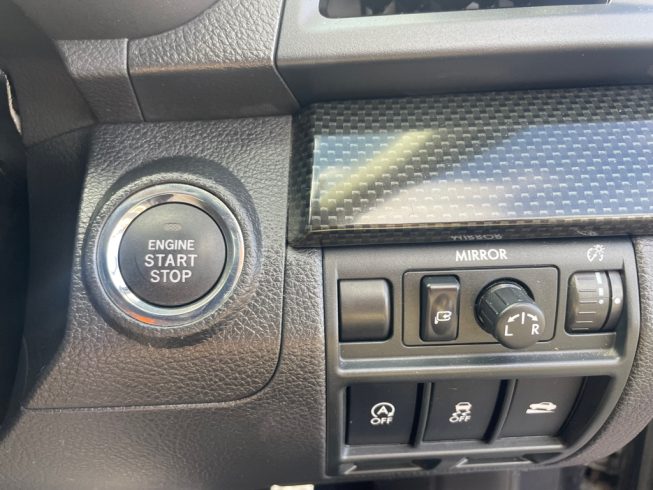 ENGINE
START
STOP
MIRROR
L R
A
OFF
OFF